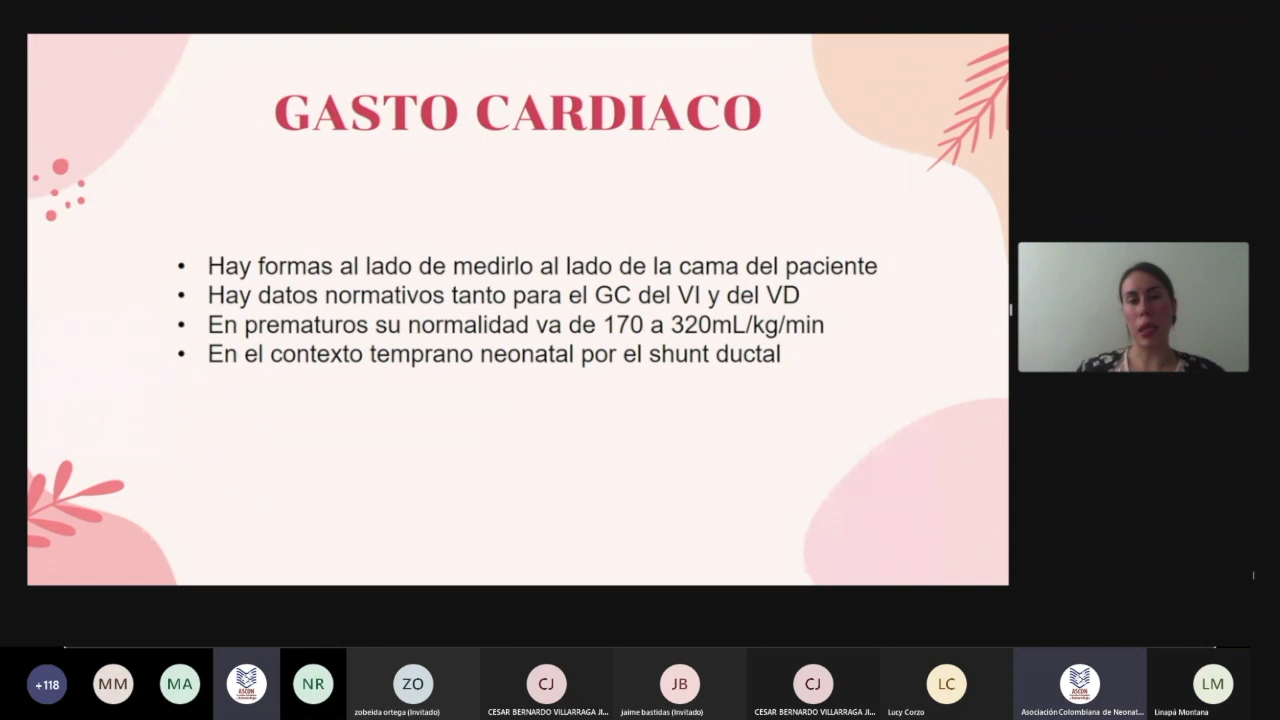 GASTO CARDIACO
• Hay formas al lado de medirlo al lado de la cama del paciente
• Hay datos normativos tanto para el GC del VI y del VD
• En prematuros su normalidad va de 170 a 320mL/kg/min
• En el contexto temprano neonatal por el shunt ductal
+118
MM
MA
ASCON
NR
ZO
CJ
JB
CJ
LC
ASCON
LM
zobeida ortega (Invitado)
CESAR BERNARDO VILLARRAGA JI...
jaime bastidas (Invitado)
CESAR BERNARDO VILLARRAGA JI...
Lucy Corzo
Asociación Colombiana de Neonat...
Linapá Montana